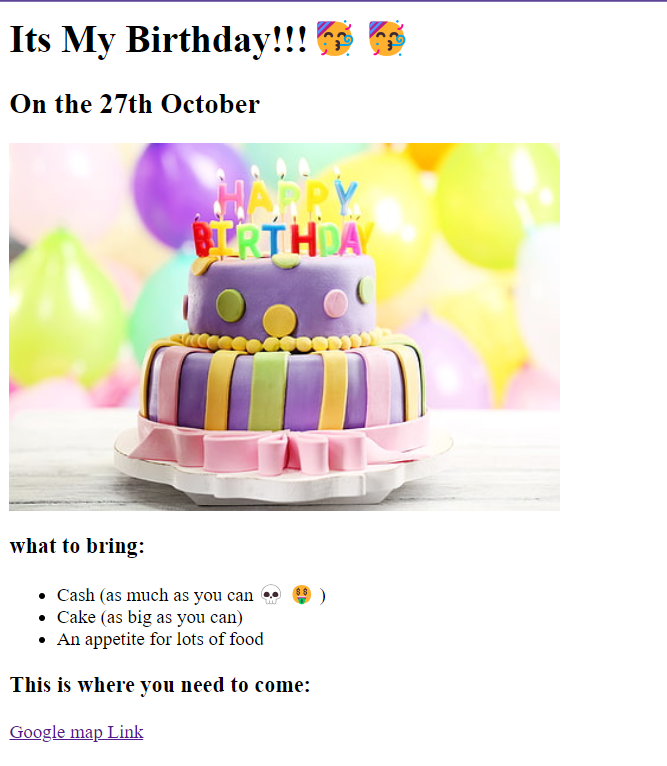 Its My Birthday!!! 🥳 🥳
On the 27th October
HAPPY
BIRTHDAY
what to bring:
• Cash (as much as you can 💀 🤑 )
• Cake (as big as you can)
• An appetite for lots of food
This is where you need to come:
Google map Link